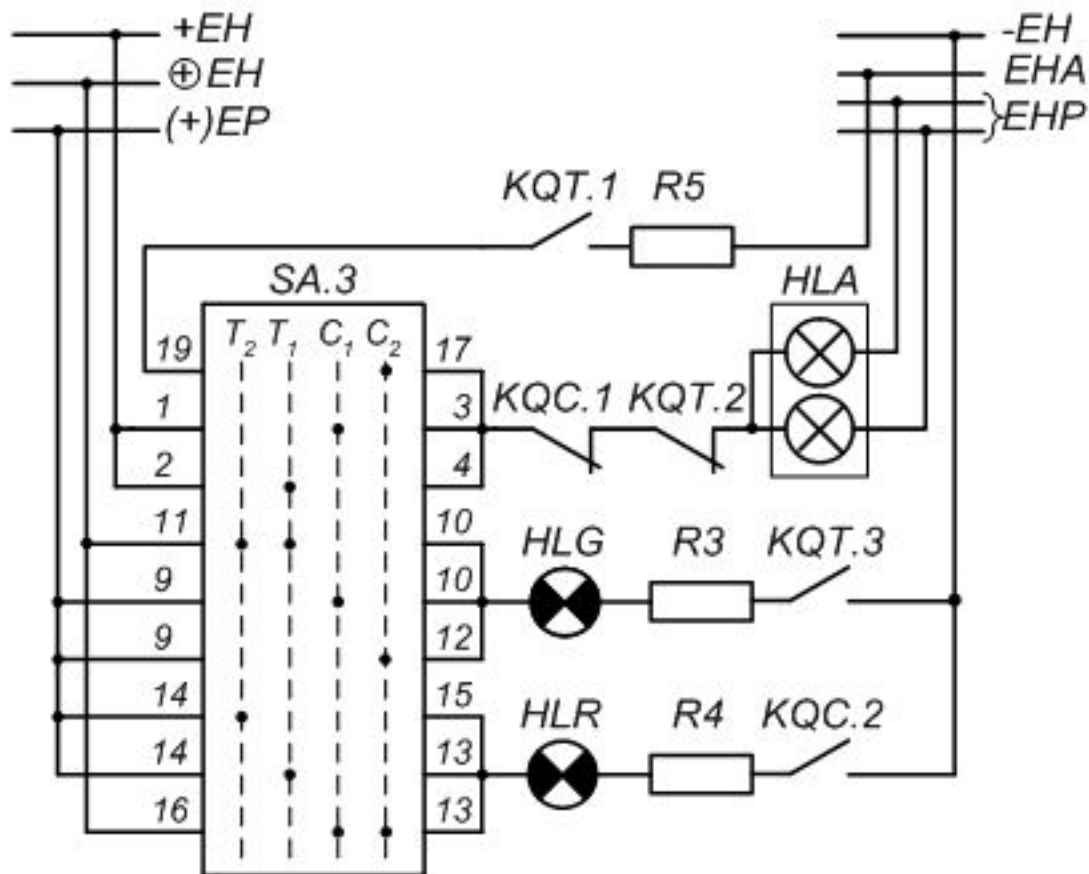 +EH -EH
⊕EH EHA
(+)EP }EHP
KQT.1 R5
SA.3 HLA
T₂ T₁ C₁ C₂
19 17
1 3 KQC.1 KQT.2
2 4
11 10 HLG R3 KQT.3
9 10
9 12
14 15 HLR R4 KQC.2
14 13
16 13